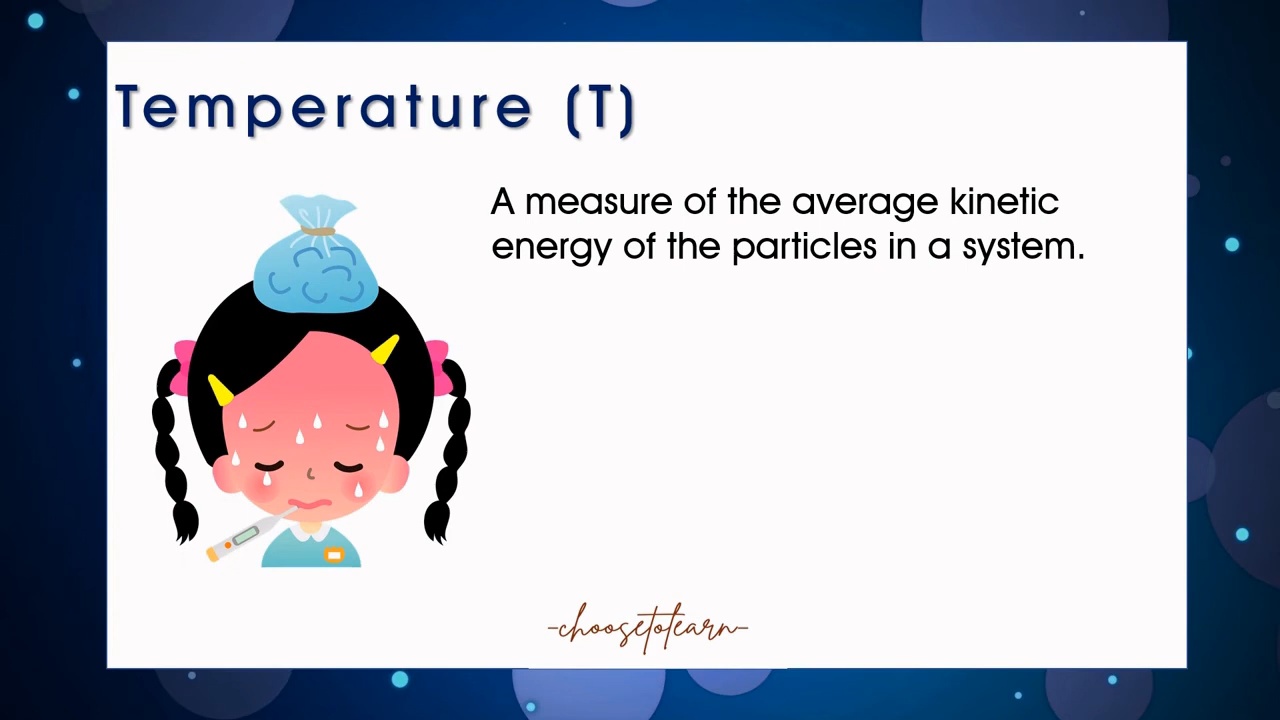 Temperature (T)
A measure of the average kinetic
energy of the particles in a system.
-choosetolearn-